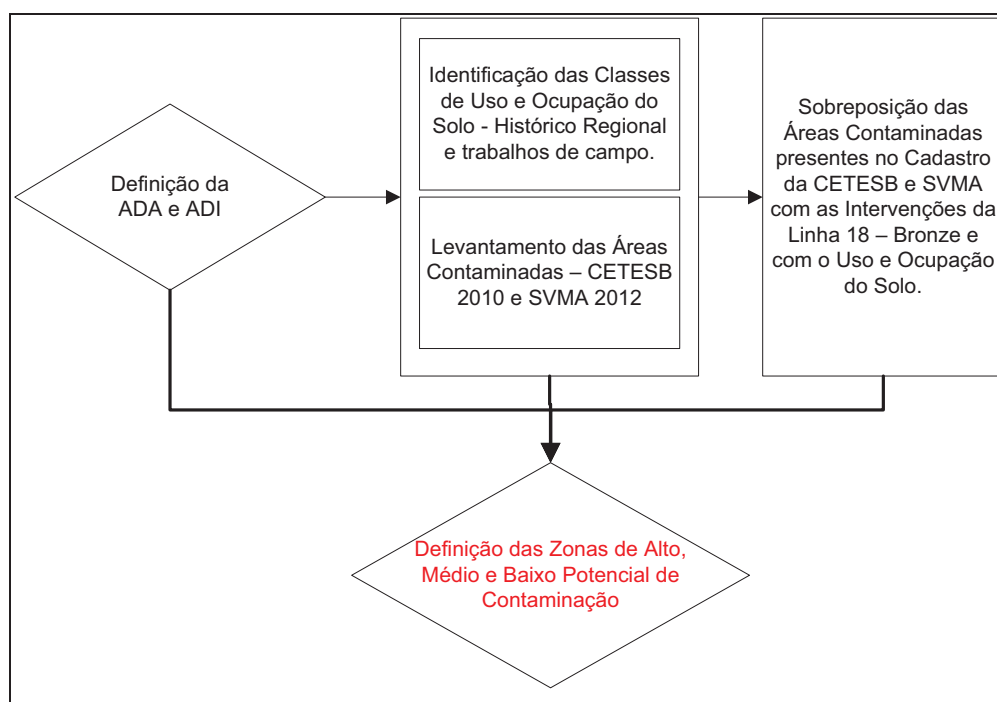 Definição da
ADA e ADI
Identificação das Classes
de Uso e Ocupação do
Solo - Histórico Regional
e trabalhos de campo.
Levantamento das Áreas
Contaminadas – CETESB
2010 e SVMA 2012
Sobreposição das
Áreas Contaminadas
presentes no Cadastro
da CETESB e SVMA
com as Intervenções da
Linha 18 – Bronze e
com o Uso e Ocupação
do Solo.
Definição das Zonas de Alto,
Médio e Baixo Potencial de
Contaminação